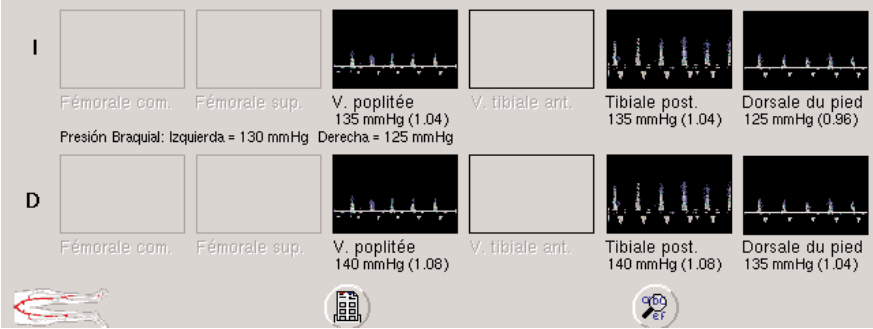 I
Fémorale com. Fémorale sup. V. poplitée V. tibiale ant. Tibiale post. Dorsale du pied
135 mmHg (1.04) 135 mmHg (1.04) 125 mmHg (0.96)
Presión Braquial: Izquierda = 130 mmHg Derecha = 125 mmHg
D
Fémorale com. Fémorale sup. V. poplitée V. tibiale ant. Tibiale post. Dorsale du pied
140 mmHg (1.08) 140 mmHg (1.08) 135 mmHg (1.04)